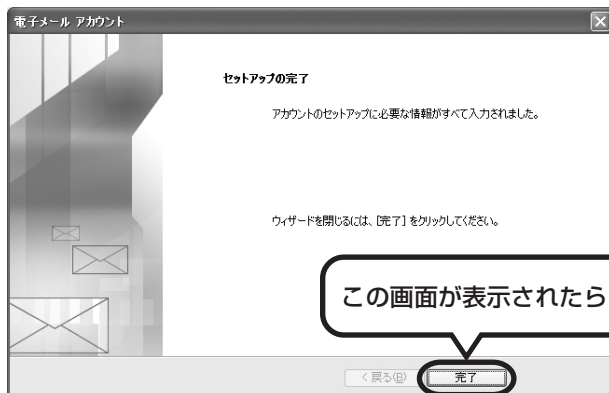 電子メール アカウント
セットアップの完了
アカウントのセットアップに必要な情報がすべて入力されました。
ウィザードを閉じるには、[完了] をクリックしてください。
この画面が表示されたら
< 戻る(B)
完了